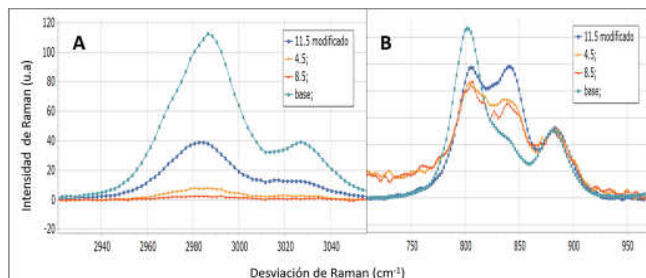 Intensidad de Raman (u.a)
120
100
80
60
40
20
0
-20
A
11.5 modificado
4.5;
8.5;
base;
2940 2960 2980 3000 3020 3040
B
11.5 modificado
4.5;
8.5;
base;
750 800 850 900 950
Desviación de Raman (cm⁻¹)